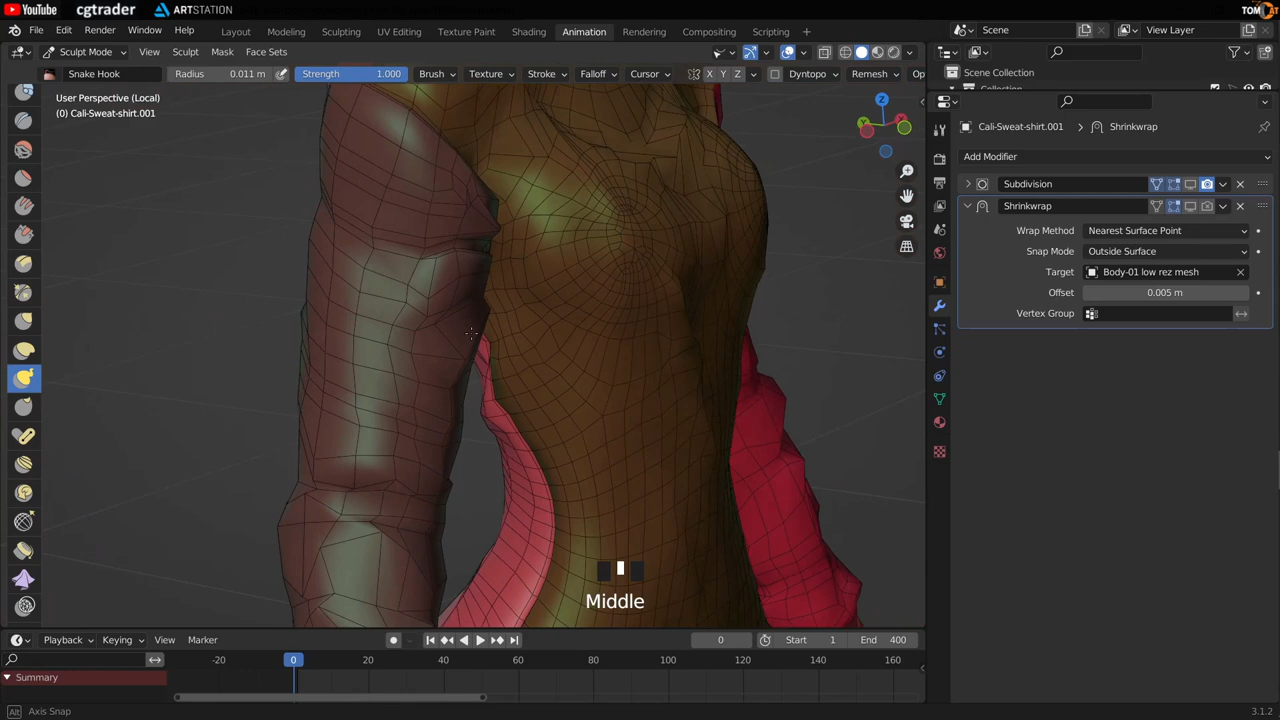 YouTube cgtrader ARTSTATION TOMCAT
File Edit Render Window Help Layout Modeling Sculpting UV Editing Texture Paint Shading Animation Rendering Compositing Scripting + Scene View Layer
Sculpt Mode View Sculpt Mask Face Sets
Snake Hook Radius 0.011 m Strength 1.000 Brush Texture Stroke Falloff Cursor X Y Z Dyntopo Remesh Op
Scene Collection
Collection
User Perspective (Local)
(0) Cali-Sweat-shirt.001
Z
Y
Cali-Sweat-shirt.001 > Shrinkwrap
Add Modifier
Subdivision
Shrinkwrap
Wrap Method Nearest Surface Point
Snap Mode Outside Surface
Target Body-01 low rez mesh
Offset 0.005 m
Vertex Group
Middle
Playback Keying View Marker 0 Start 1 End 400
-20 0 20 40 60 80 100 120 140 160
Summary
Alt Axis Snap 3.1.2